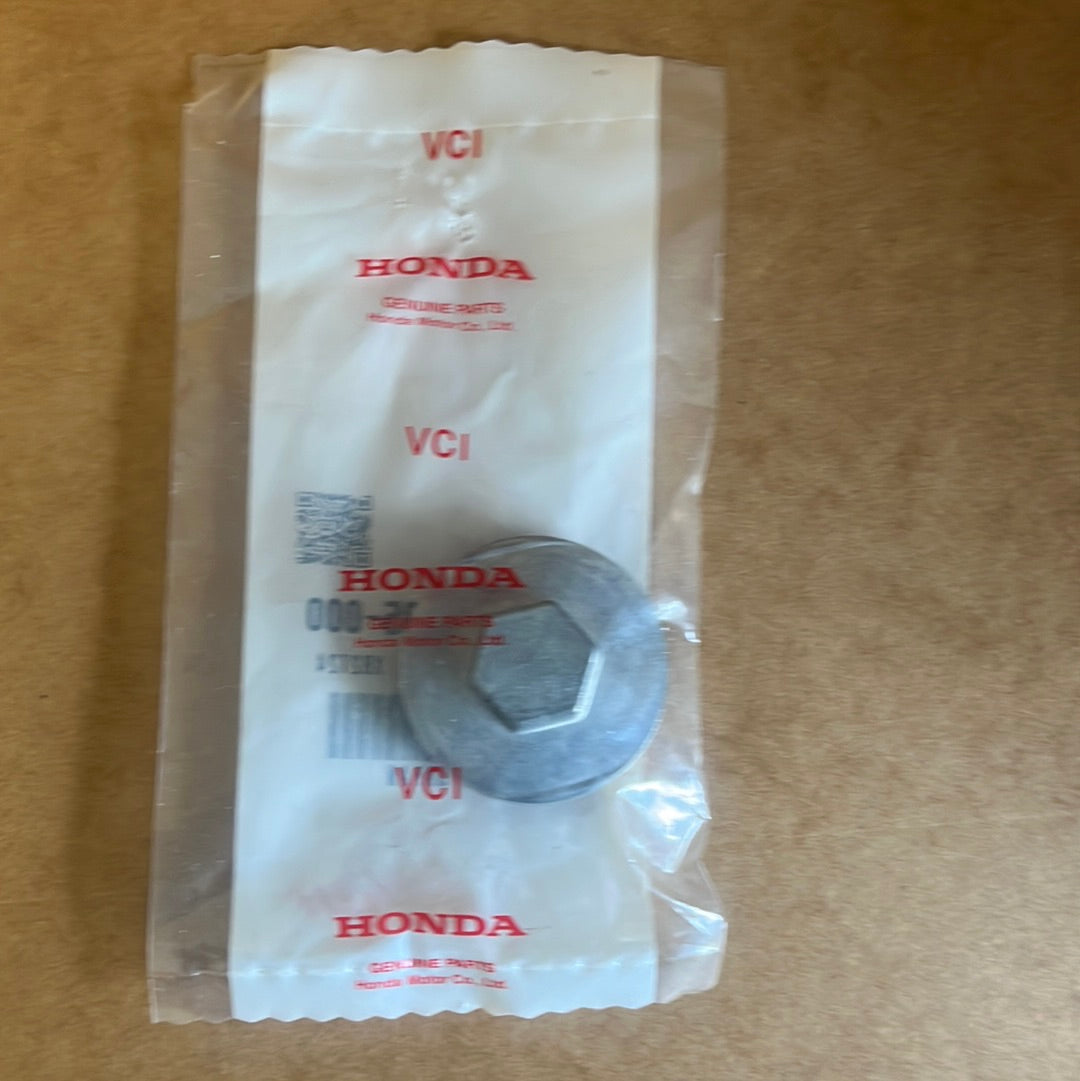 VCI
HONDA
GENUINE PARTS
Honda Motor Co., Ltd.
VCI
HONDA
000
GENUINE PARTS
Honda Motor Co., Ltd.
VCI
HONDA
GENUINE PARTS
Honda Motor Co., Ltd.